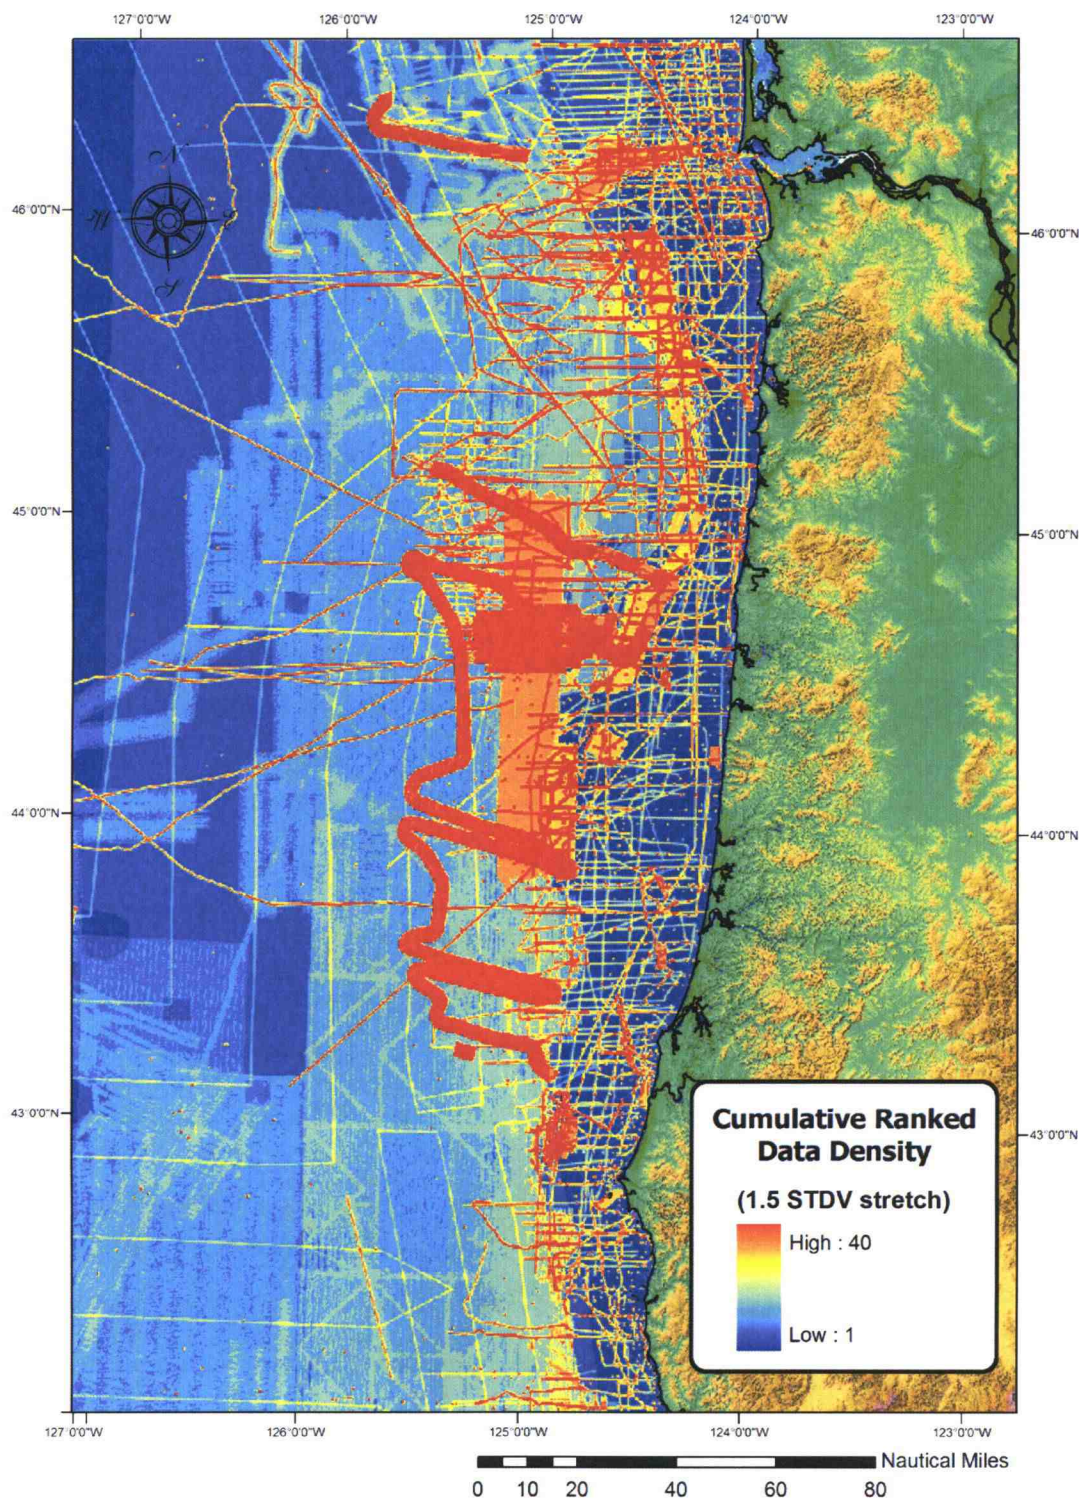 127°0'0"W 126°0'0"W 125°0'0"W 124°0'0"W 123°0'0"W
N
46°0'0"N 46°0'0"N
W E
S
45°0'0"N 45°0'0"N
44°0'0"N 44°0'0"N
43°0'0"N 43°0'0"N
Cumulative Ranked
Data Density
(1.5 STDV stretch)
High : 40
Low : 1
127°0'0"W 126°0'0"W 125°0'0"W 124°0'0"W 123°0'0"W
Nautical Miles
0 10 20 40 60 80